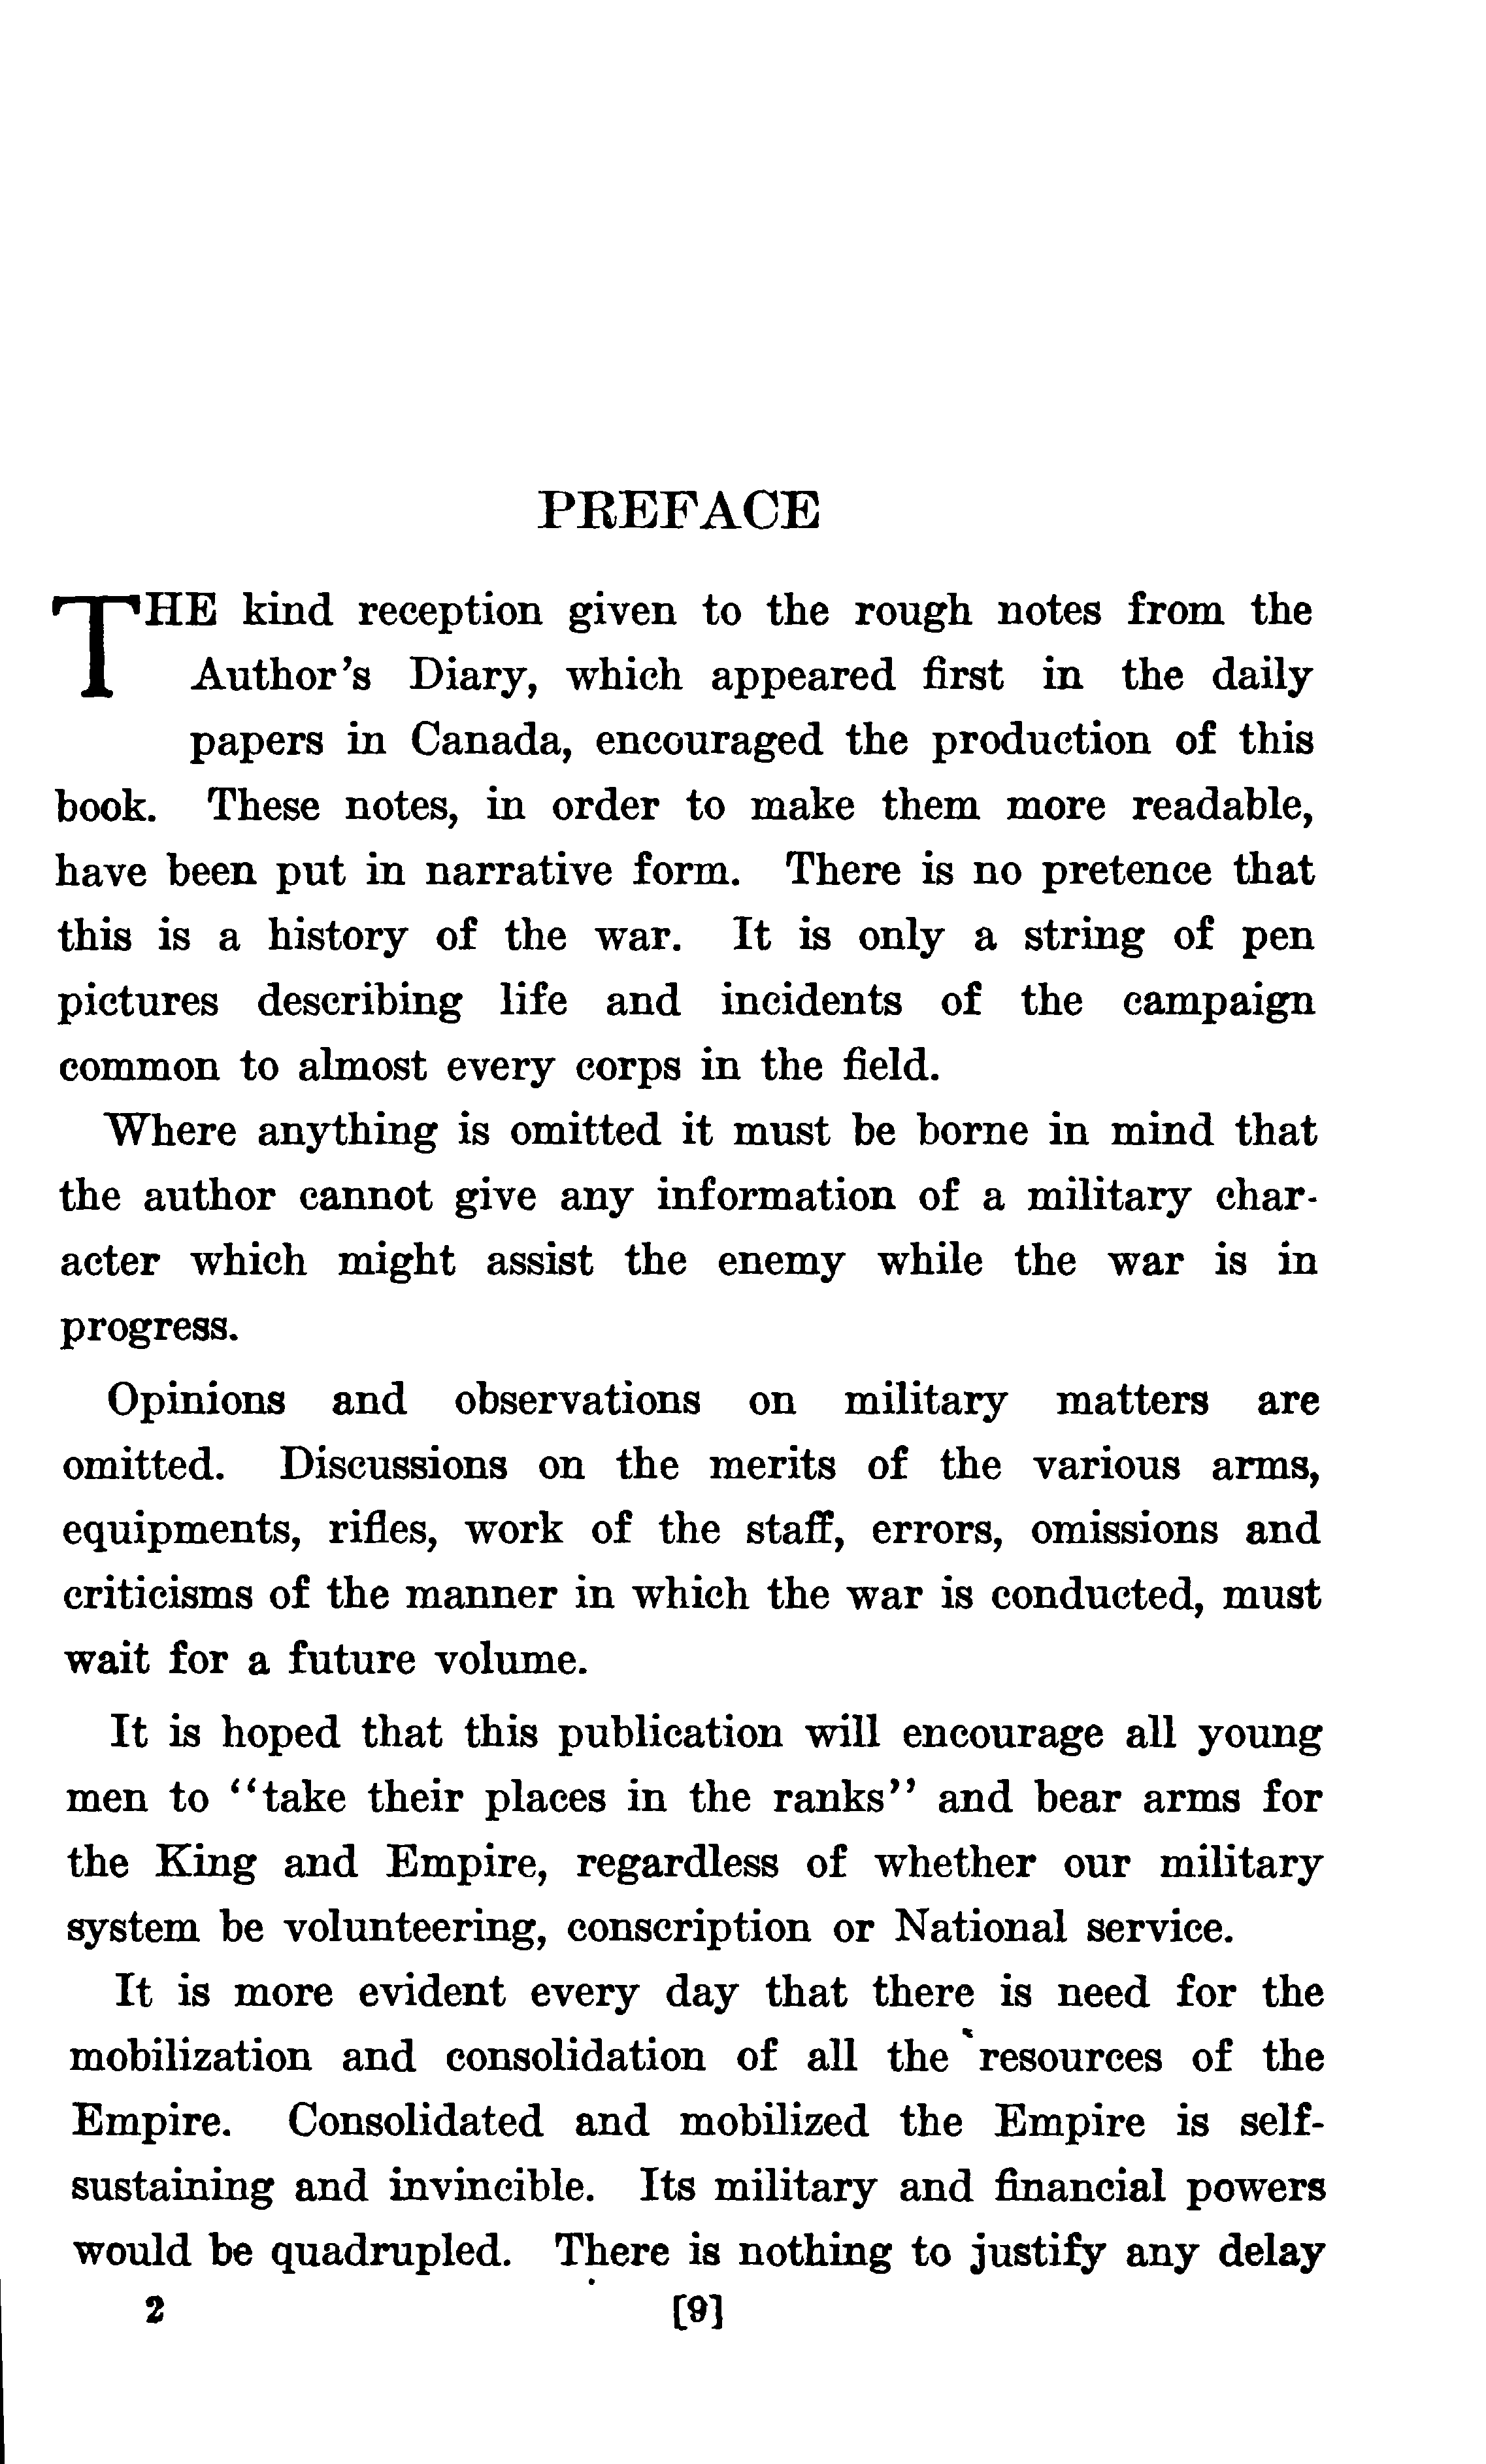 PREFACE
THE kind reception given to the rough notes from the
Author's Diary, which appeared first in the daily
papers in Canada, encouraged the production of this
book. These notes, in order to make them more readable,
have been put in narrative form. There is no pretence that
this is a history of the war. It is only a string of pen
pictures describing life and incidents of the campaign
common to almost every corps in the field.
Where anything is omitted it must be borne in mind that
the author cannot give any information of a military char-
acter which might assist the enemy while the war is in
progress.
Opinions and observations on military matters are
omitted. Discussions on the merits of the various arms,
equipments, rifles, work of the staff, errors, omissions and
criticisms of the manner in which the war is conducted, must
wait for a future volume.
It is hoped that this publication will encourage all young
men to "take their places in the ranks" and bear arms for
the King and Empire, regardless of whether our military
system be volunteering, conscription or National service.
It is more evident every day that there is need for the
mobilization and consolidation of all the resources of the
Empire. Consolidated and mobilized the Empire is self-
sustaining and invincible. Its military and financial powers
would be quadrupled. There is nothing to justify any delay
2 [9]